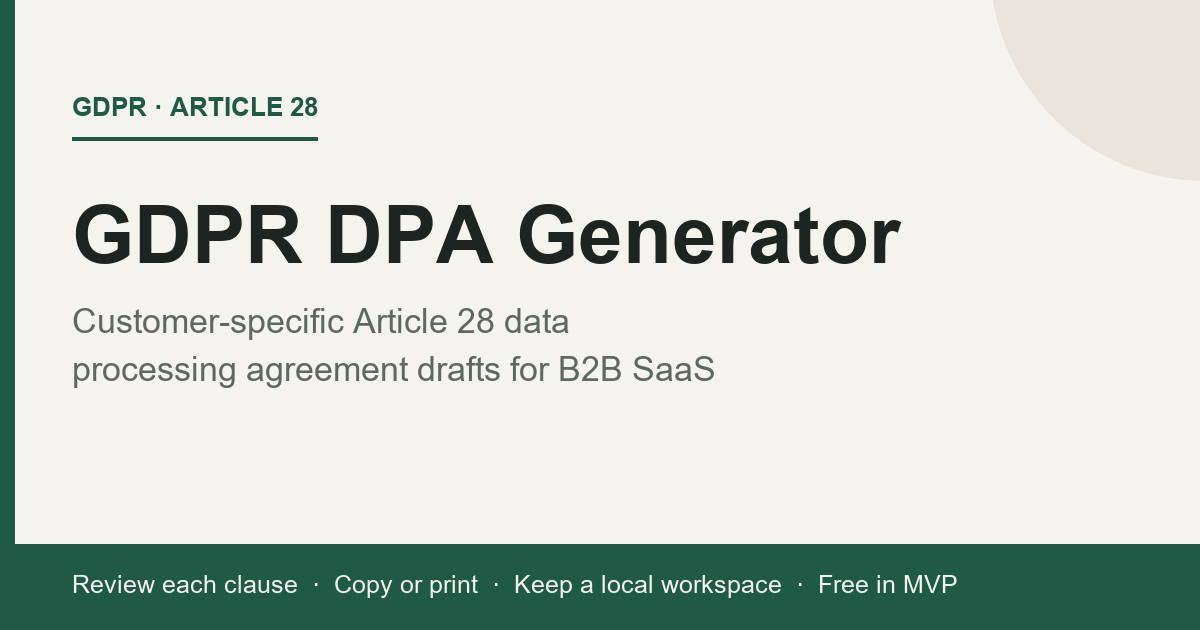 GDPR · ARTICLE 28
GDPR DPA Generator
Customer-specific Article 28 data
processing agreement drafts for B2B SaaS
Review each clause · Copy or print · Keep a local workspace · Free in MVP